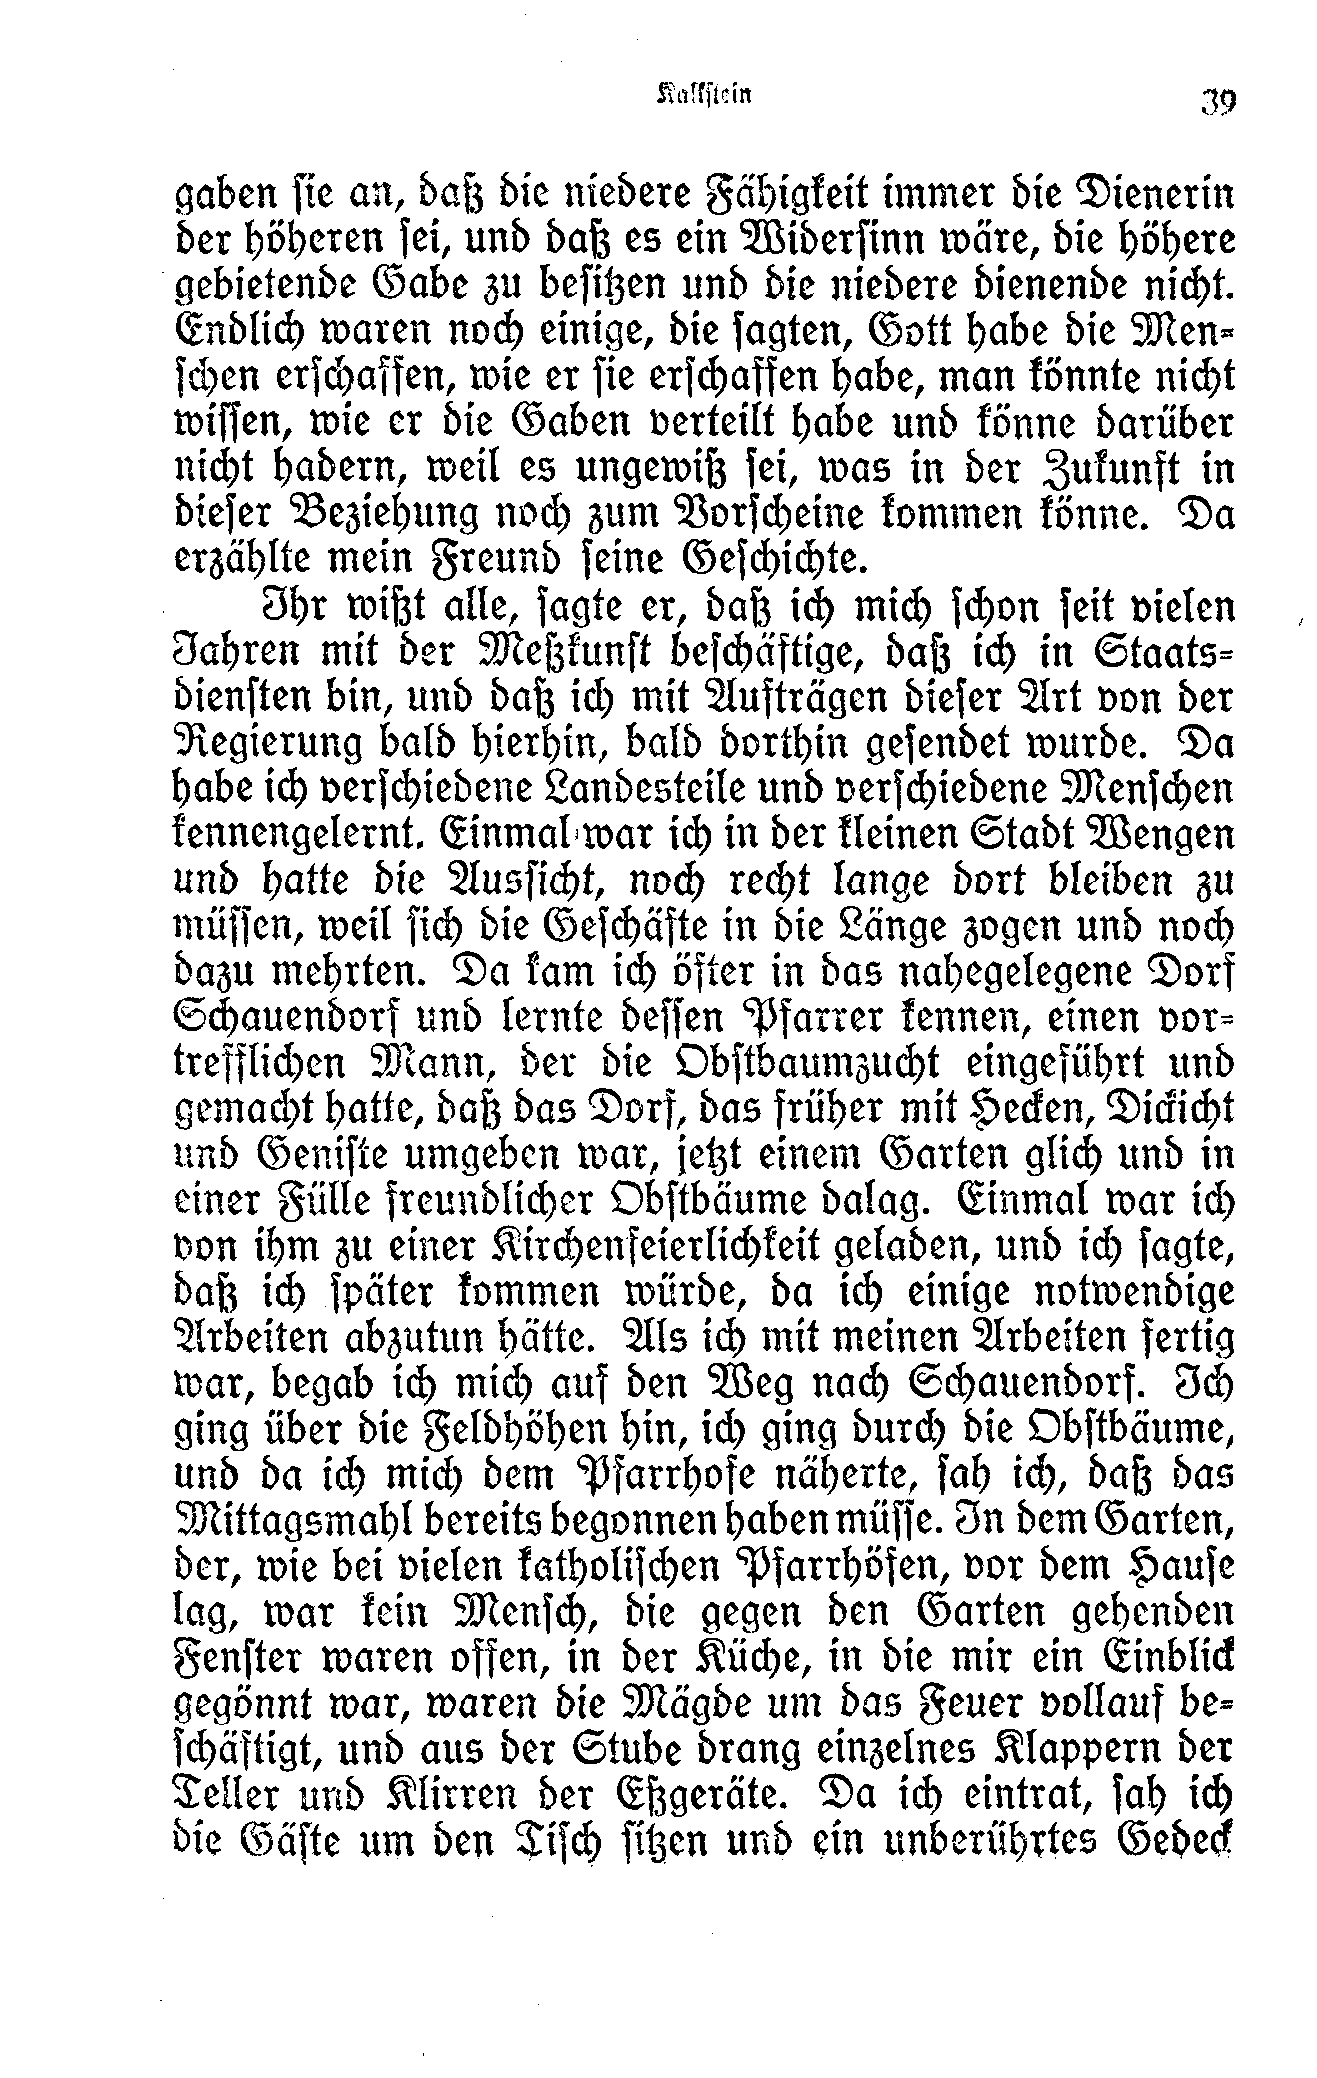 Kalkstein
39
gaben sie an, daß die niedere Fähigkeit immer die Dienerin
der höheren sei, und daß es ein Widersinn wäre, die höhere
gebietende Gabe zu besitzen und die niedere dienende nicht.
Endlich waren noch einige, die sagten, Gott habe die Men-
schen erschaffen, wie er sie erschaffen habe, man könnte nicht
wissen, wie er die Gaben verteilt habe und könne darüber
nicht hadern, weil es ungewiß sei, was in der Zukunft in
dieser Beziehung noch zum Vorscheine kommen könne. Da
erzählte mein Freund seine Geschichte.
Ihr wißt alle, sagte er, daß ich mich schon seit vielen
Jahren mit der Meßkunst beschäftige, daß ich in Staats-
diensten bin, und daß ich mit Aufträgen dieser Art von der
Regierung bald hierhin, bald dorthin gesendet wurde. Da
habe ich verschiedene Landesteile und verschiedene Menschen
kennengelernt. Einmal war ich in der kleinen Stadt Wengen
und hatte die Aussicht, noch recht lange dort bleiben zu
müssen, weil sich die Geschäfte in die Länge zogen und noch
dazu mehrten. Da kam ich öfter in das nahegelegene Dorf
Schauendorf und lernte dessen Pfarrer kennen, einen vor-
trefflichen Mann, der die Obstbaumzucht eingeführt und
gemacht hatte, daß das Dorf, das früher mit Hecken, Dickicht
und Geniste umgeben war, jetzt einem Garten glich und in
einer Fülle freundlicher Obstbäume dalag. Einmal war ich
von ihm zu einer Kirchenfeierlichkeit geladen, und ich sagte,
daß ich später kommen würde, da ich einige notwendige
Arbeiten abzutun hätte. Als ich mit meinen Arbeiten fertig
war, begab ich mich auf den Weg nach Schauendorf. Ich
ging über die Feldhöhen hin, ich ging durch die Obstbäume,
und da ich mich dem Pfarrhofe näherte, sah ich, daß das
Mittagsmahl bereits begonnen haben müsse. In dem Garten,
der, wie bei vielen katholischen Pfarrhöfen, vor dem Hause
lag, war kein Mensch, die gegen den Garten gehenden
Fenster waren offen, in der Küche, in die mir ein Einblick
gegönnt war, waren die Mägde um das Feuer vollauf be-
schäftigt, und aus der Stube drang einzelnes Klappern der
Teller und Klirren der Eßgeräte. Da ich eintrat, sah ich
die Gäste um den Tisch sitzen und ein unberührtes Gedeck